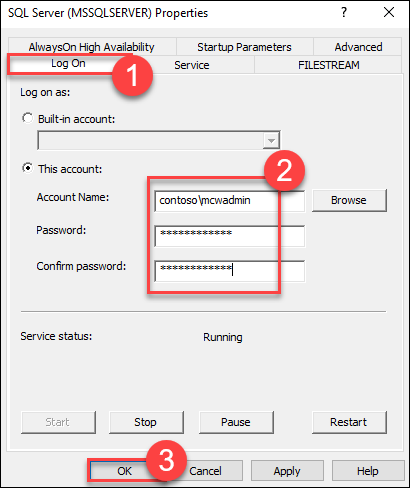 SQL Server (MSSQLSERVER) Properties ? ×
AlwaysOn High Availability Startup Parameters Advanced
Log On Service FILESTREAM
1
Log on as:
Built-in account:
This account:
2
Account Name: contoso\mcwadmin Browse
Password: ************
Confirm password: ************
Service status: Running
Start Stop Pause Restart
3
OK Cancel Apply Help